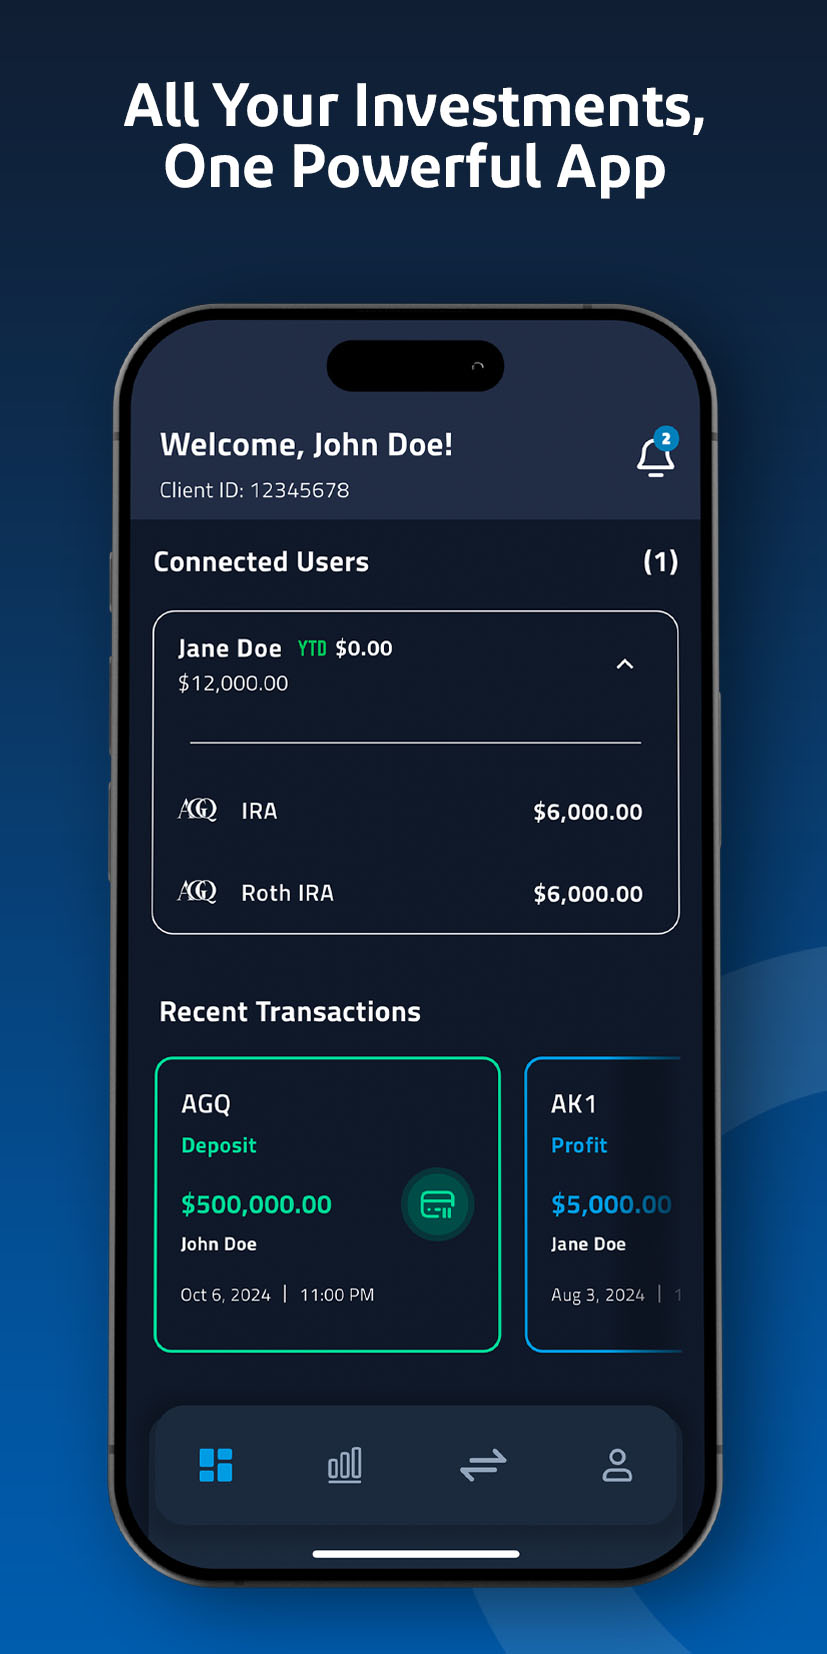 All Your Investments,
One Powerful App
Welcome, John Doe!
2
Client ID: 12345678
Connected Users (1)
Jane Doe YTD $0.00
$12,000.00
AGQ IRA $6,000.00
AGQ Roth IRA $6,000.00
Recent Transactions
AGQ
Deposit
$500,000.00
John Doe
Oct 6, 2024 | 11:00 PM
AK1
Profit
$5,000.00
Jane Doe
Aug 3, 2024 | 1